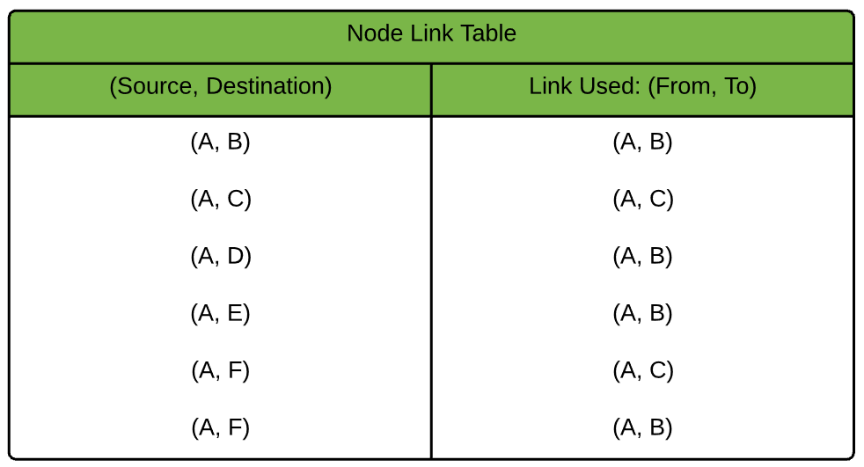 Node Link Table
(Source, Destination) Link Used: (From, To)
(A, B) (A, B)
(A, C) (A, C)
(A, D) (A, B)
(A, E) (A, B)
(A, F) (A, C)
(A, F) (A, B)